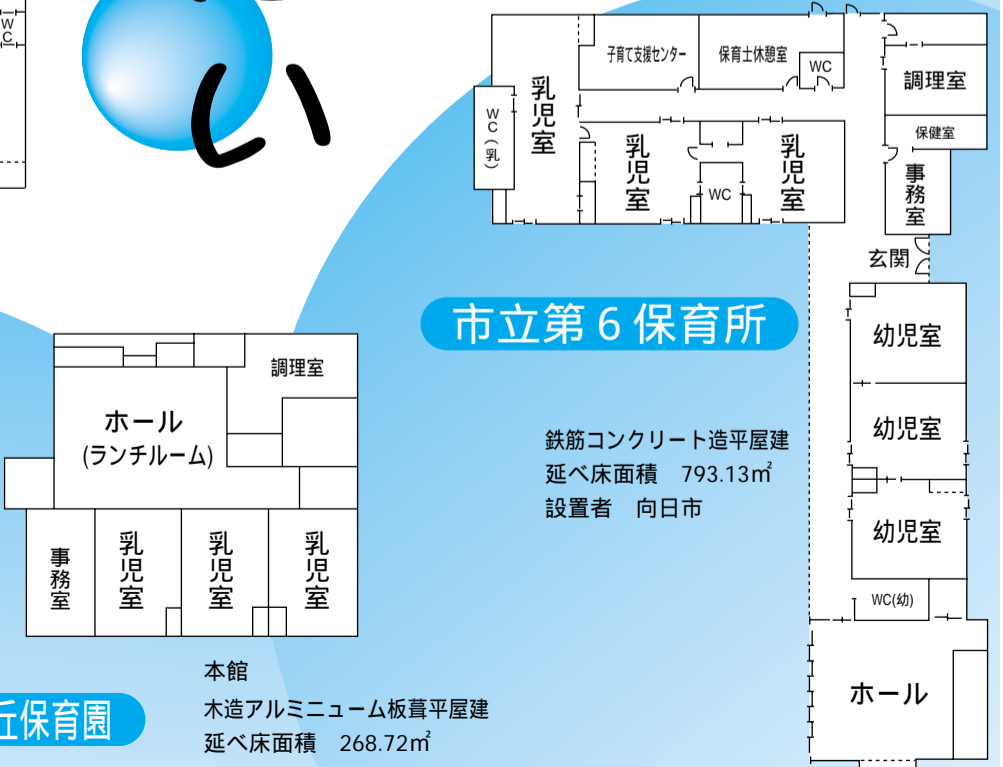 WC
い
子育て支援センター
保育士休憩室
WC
調理室
保健室
事務室
WC(乳)
乳児室
乳児室
WC
乳児室
玄関
市立第6保育所
幼児室
幼児室
幼児室
WC(幼)
ホール
鉄筋コンクリート造平屋建
延べ床面積　793.13㎡
設置者　向日市
調理室
ホール
(ランチルーム)
事務室
乳児室
乳児室
乳児室
本館
木造アルミニューム板葺平屋建
延べ床面積　268.72㎡
丘保育園